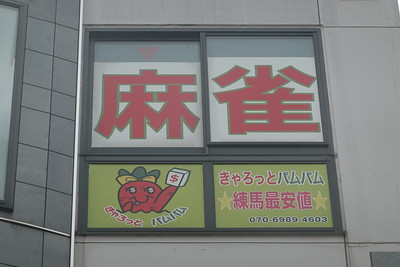 麻雀
$
きゃろっと パムパム
きゃろっとパムパム
★練馬最安値★
070-6989-4603